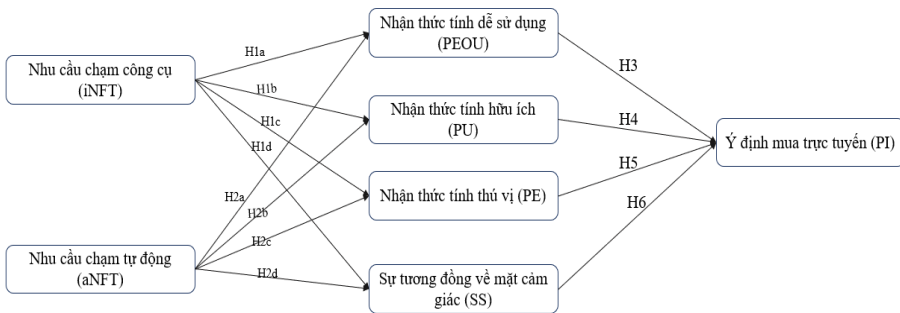 Nhận thức tính dễ sử dụng
(PEOU)
H1a
H3
Nhu cầu chạm công cụ
(iNFT)
H1b
Nhận thức tính hữu ích
(PU)
H4
H1c
H1d
Ý định mua trực tuyến (PI)
H5
H2a
Nhận thức tính thú vị (PE)
H2b
H6
H2c
Nhu cầu chạm tự động
(aNFT)
H2d
Sự tương đồng về mặt cảm
giác (SS)